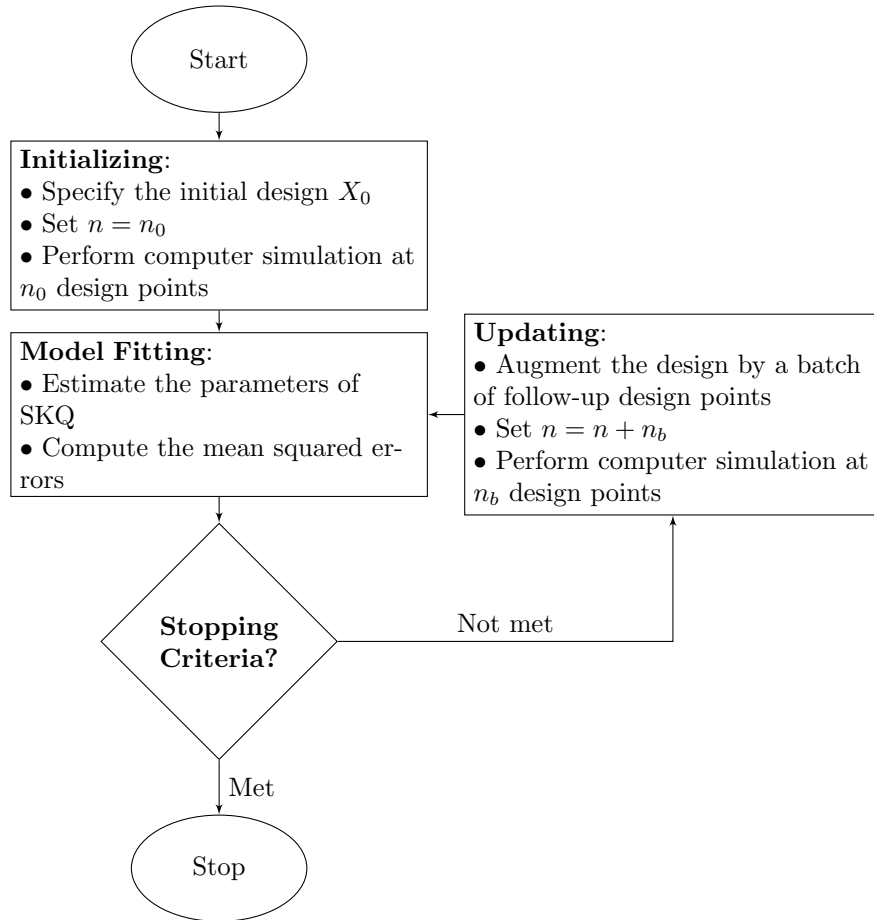 Start
Initializing:
• Specify the initial design X₀
• Set n = n₀
• Perform computer simulation at
n₀ design points
Model Fitting:
• Estimate the parameters of
SKQ
• Compute the mean squared er-
rors
Updating:
• Augment the design by a batch
of follow-up design points
• Set n = n + n_b
• Perform computer simulation at
n_b design points
Stopping
Criteria?
Not met
Met
Stop